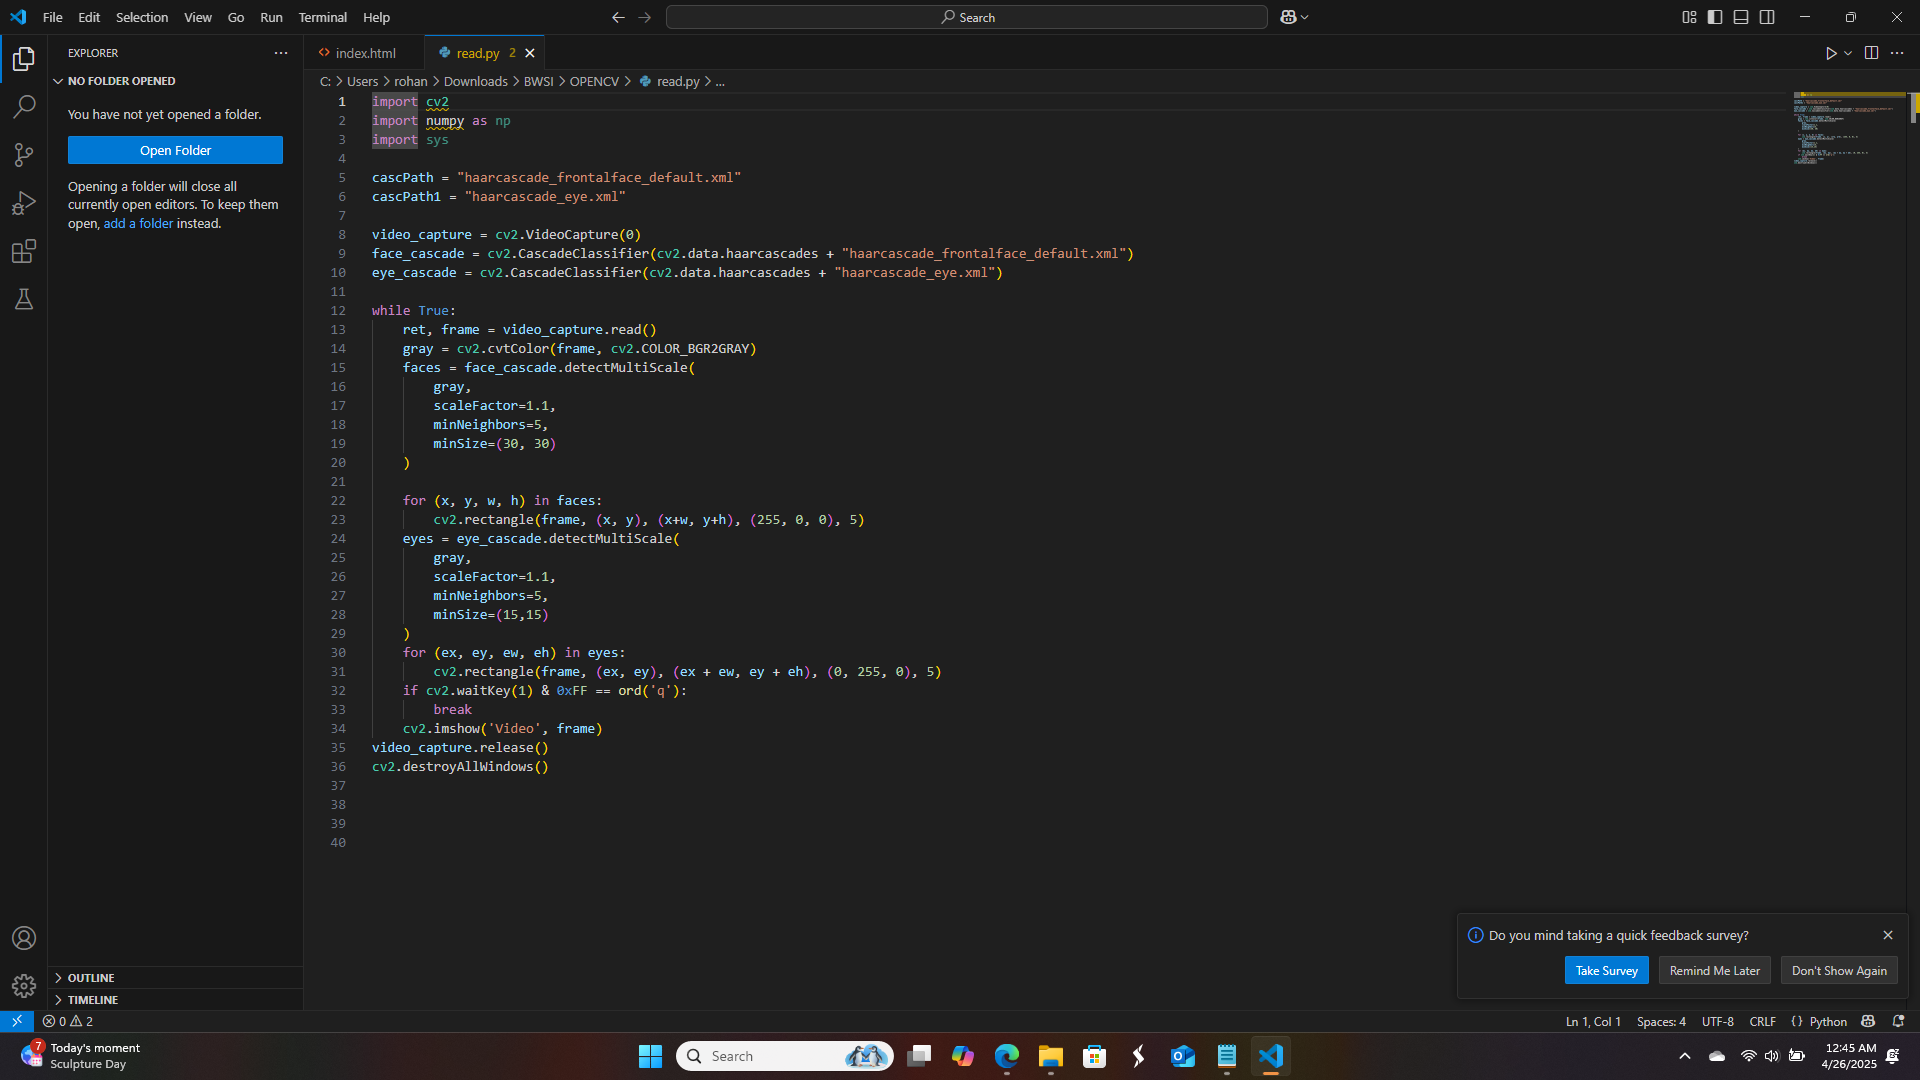 File Edit Selection View Go Run Terminal Help
Search
EXPLORER
NO FOLDER OPENED
You have not yet opened a folder.
Open Folder
Opening a folder will close all
currently open editors. To keep them
open, add a folder instead.
OUTLINE
TIMELINE
index.html
read.py 2
C: > Users > rohan > Downloads > BWSI > OPENCV > read.py > ...
1 import cv2
2 import numpy as np
3 import sys
4
5 cascPath = "haarcascade_frontalface_default.xml"
6 cascPath1 = "haarcascade_eye.xml"
7
8 video_capture = cv2.VideoCapture(0)
9 face_cascade = cv2.CascadeClassifier(cv2.data.haarcascades + "haarcascade_frontalface_default.xml")
10 eye_cascade = cv2.CascadeClassifier(cv2.data.haarcascades + "haarcascade_eye.xml")
11
12 while True:
13     ret, frame = video_capture.read()
14     gray = cv2.cvtColor(frame, cv2.COLOR_BGR2GRAY)
15     faces = face_cascade.detectMultiScale(
16         gray,
17         scaleFactor=1.1,
18         minNeighbors=5,
19         minSize=(30, 30)
20     )
21
22     for (x, y, w, h) in faces:
23         cv2.rectangle(frame, (x, y), (x+w, y+h), (255, 0, 0), 5)
24     eyes = eye_cascade.detectMultiScale(
25         gray,
26         scaleFactor=1.1,
27         minNeighbors=5,
28         minSize=(15,15)
29     )
30     for (ex, ey, ew, eh) in eyes:
31         cv2.rectangle(frame, (ex, ey), (ex + ew, ey + eh), (0, 255, 0), 5)
32     if cv2.waitKey(1) & 0xFF == ord('q'):
33         break
34     cv2.imshow('Video', frame)
35 video_capture.release()
36 cv2.destroyAllWindows()
37
38
39
40
Do you mind taking a quick feedback survey?
Take Survey
Remind Me Later
Don't Show Again
0 2
Ln 1, Col 1 Spaces: 4 UTF-8 CRLF {} Python
7
Today's moment
Sculpture Day
Search
12:45 AM
4/26/2025